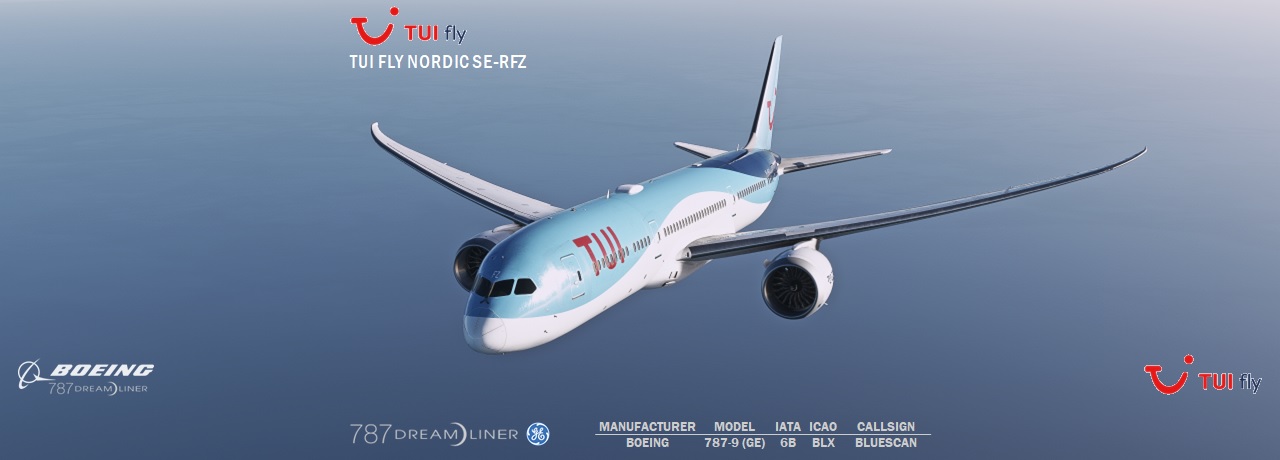 TUI fly
TUI FLY NORDIC SE-RFZ
TUI
BOEING
787 DREAMLINER
TUI fly
787 DREAMLINER GE
MANUFACTURER MODEL IATA ICAO CALLSIGN
BOEING 787-9 (GE) 6B BLX BLUESCAN